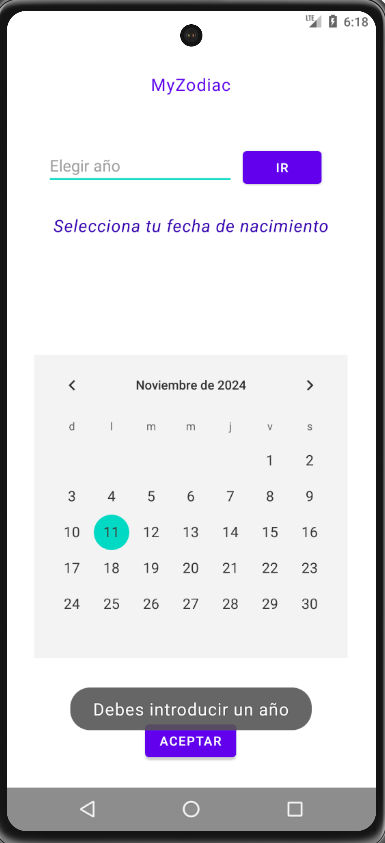 LTE 6:18
MyZodiac
Elegir año IR
Selecciona tu fecha de nacimiento
Noviembre de 2024
d l m m j v s
1 2
3 4 5 6 7 8 9
10 11 12 13 14 15 16
17 18 19 20 21 22 23
24 25 26 27 28 29 30
Debes introducir un año
ACEPTAR